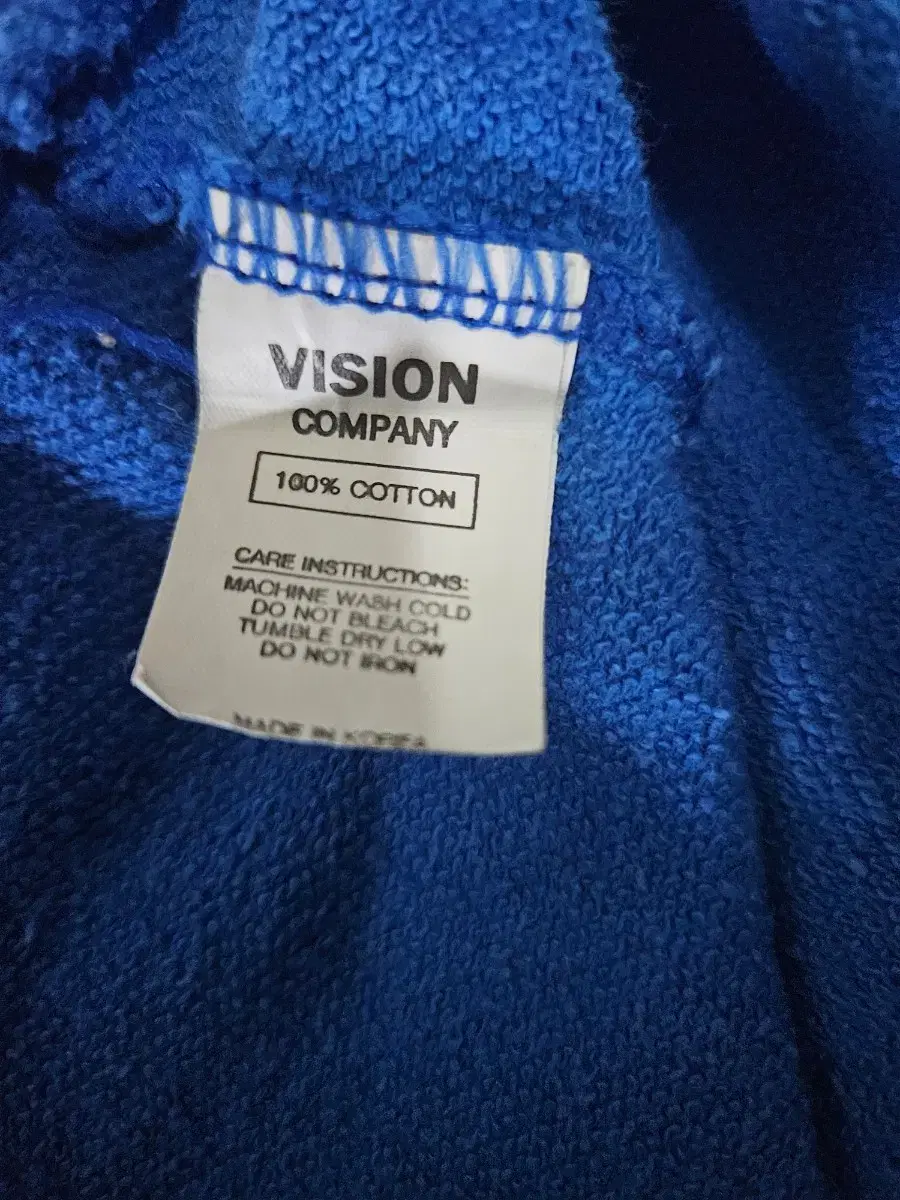 VISION
COMPANY
100% COTTON
CARE INSTRUCTIONS:
MACHINE WASH COLD
DO NOT BLEACH
TUMBLE DRY LOW
DO NOT IRON
MADE IN KOREA